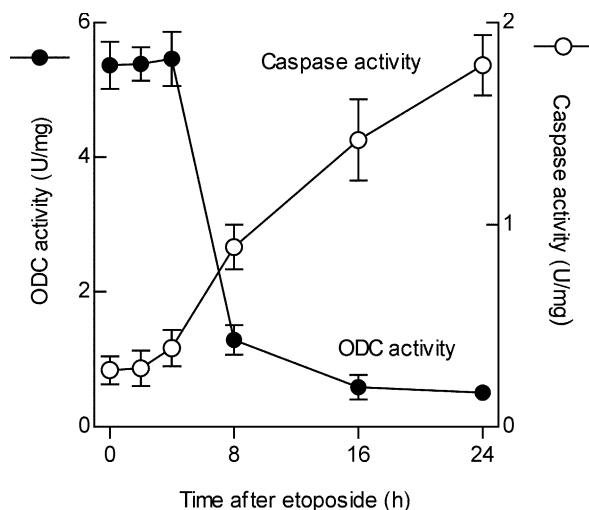 6
4
2
0
ODC activity (U/mg)
Caspase activity
ODC activity
2
1
0
Caspase activity (U/mg)
0 8 16 24
Time after etoposide (h)